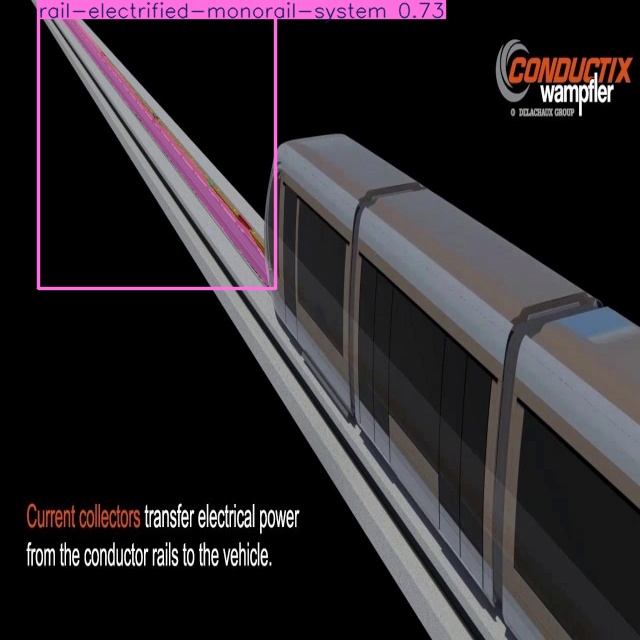 rail-electrified-monorail-system 0.73
CONDUCTIX
wampfler
DELACHAUX GROUP
Current collectors transfer electrical power
from the conductor rails to the vehicle.